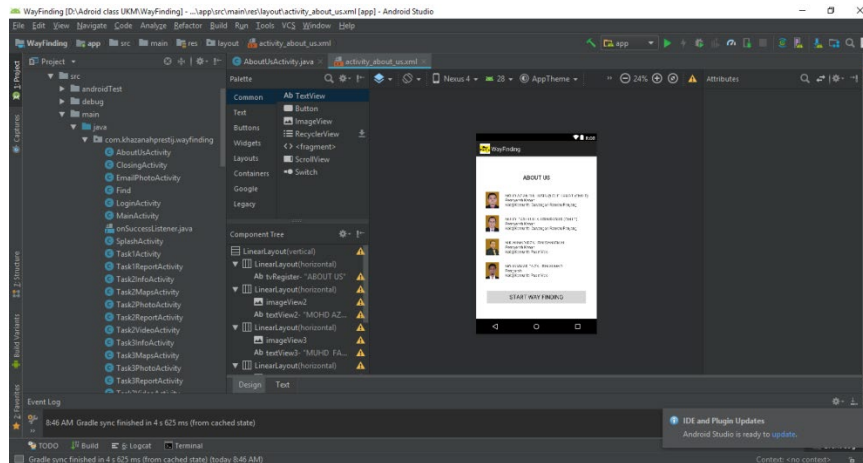 WayFinding [D:\Adroid class UKM\WayFinding] - ...\app\src\main\res\layout\activity_about_us.xml [app] - Android Studio
File Edit View Navigate Code Analyze Refactor Build Run Tools VCS Window Help
WayFinding app src main res layout activity_about_us.xml app
Project AboutUsActivity.java activity_about_us.xml
Palette Nexus 4 28 AppTheme 24% Attributes
src
androidTest
debug
main
java
com.khazanahprestij.wayfinding
AboutUsActivity
ClosingActivity
EmailPhotoActivity
Find
LoginActivity
MainActivity
onSuccessListener.java
SplashActivity
Task1Activity
Task1ReportActivity
Task2InfoActivity
Task2MapsActivity
Task2PhotoActivity
Task2ReportActivity
Task2VideoActivity
Task3InfoActivity
Task3MapsActivity
Task3PhotoActivity
Task3ReportActivity
Common
Text
Buttons
Widgets
Layouts
Containers
Google
Legacy
Ab TextView
Button
ImageView
RecyclerView
<> <fragment>
ScrollView
Switch
Component Tree
LinearLayout(vertical)
LinearLayout(horizontal)
Ab tvRegister- "ABOUT US"
LinearLayout(horizontal)
imageView2
Ab textView2- "MOHD AZ...
LinearLayout(horizontal)
imageView3
Ab textView3- "MUHD FA...
LinearLayout(horizontal)
Design Text
WayFinding
ABOUT US
START WAY FINDING
1: Project
Captures
7: Structure
Build Variants
2: Favorites
Event Log
8:46 AM Gradle sync finished in 4 s 625 ms (from cached state)
IDE and Plugin Updates
Android Studio is ready to update.
TODO Build 6: Logcat Terminal
Gradle sync finished in 4 s 625 ms (from cached state) (today 8:46 AM)
Context: <no context>